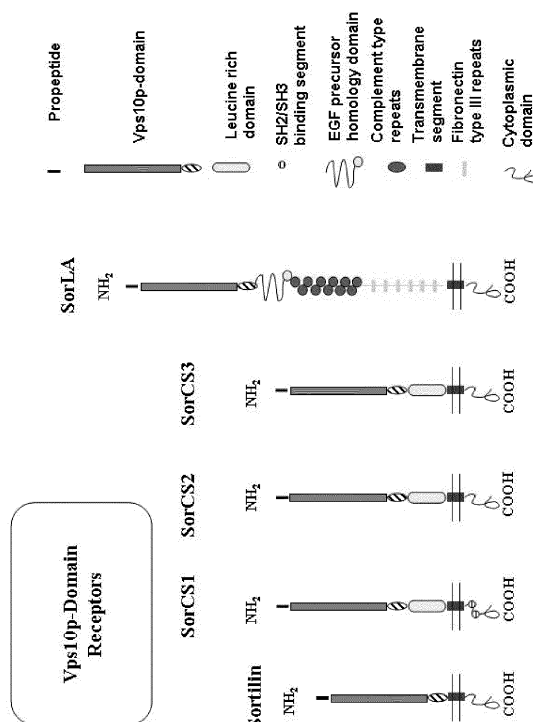 Vps10p-Domain
Receptors
Sortilin
NH2
COOH
SorCS1
NH2
COOH
SorCS2
NH2
COOH
SorCS3
NH2
COOH
SorLA
NH2
COOH
Propeptide
Vps10p-domain
Leucine rich
domain
SH2/SH3
binding segment
EGF precursor
homology domain
Complement type
repeats
Transmembrane
segment
Fibronectin
type III repeats
Cytoplasmic
domain